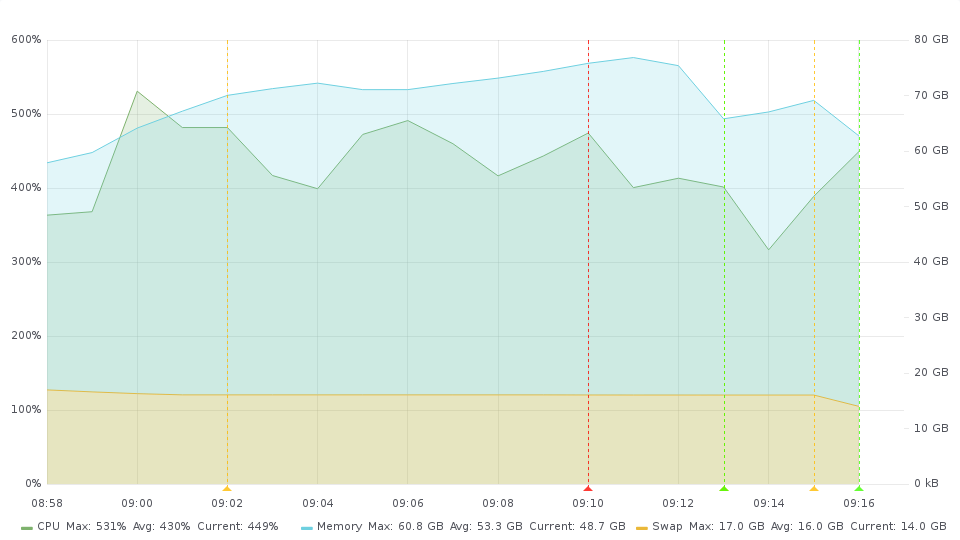 600% 80 GB
500% 70 GB
400% 60 GB
300% 50 GB
200% 40 GB
100% 30 GB
0% 20 GB
10 GB
0 kB
08:58 09:00 09:02 09:04 09:06 09:08 09:10 09:12 09:14 09:16
CPU Max: 531% Avg: 430% Current: 449% Memory Max: 60.8 GB Avg: 53.3 GB Current: 48.7 GB Swap Max: 17.0 GB Avg: 16.0 GB Current: 14.0 GB